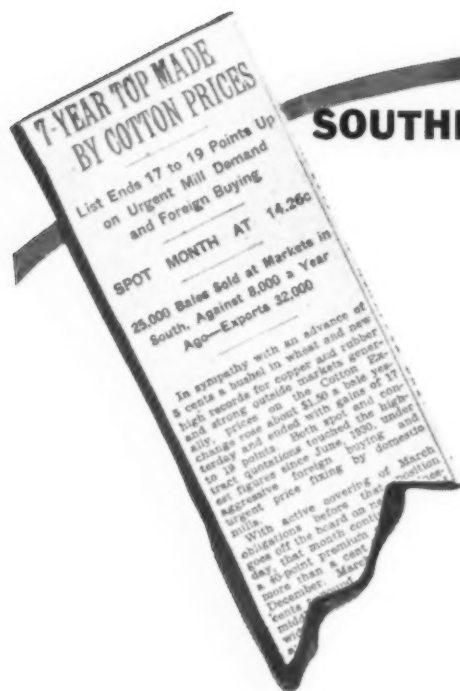 SOUTHE
7-YEAR TOP MADE
BY COTTON PRICES
List Ends 17 to 19 Points Up
on Urgent Mill Demand
and Foreign Buying
SPOT MONTH AT 14.26c
25,000 Bales Sold at Markets in
South, Against 8,000 a Year
Ago—Exports 32,000
In sympathy with an advance of
5 cents a bushel in wheat and new
high records for copper and rubber
and strong outside markets gener-
ally, prices on the Cotton Ex-
change rose about $1.50 a bale yes-
terday and ended with gains of 17
to 19 points. Both spot and con-
tract quotations touched the high-
est figures since June, 1930, under
aggressive foreign buying and
urgent price fixing by domestic
mills.
With active covering of March
obligations before that position
goes off the board on
day, that month
a 40-point premium
more than a cent
December. March
cents